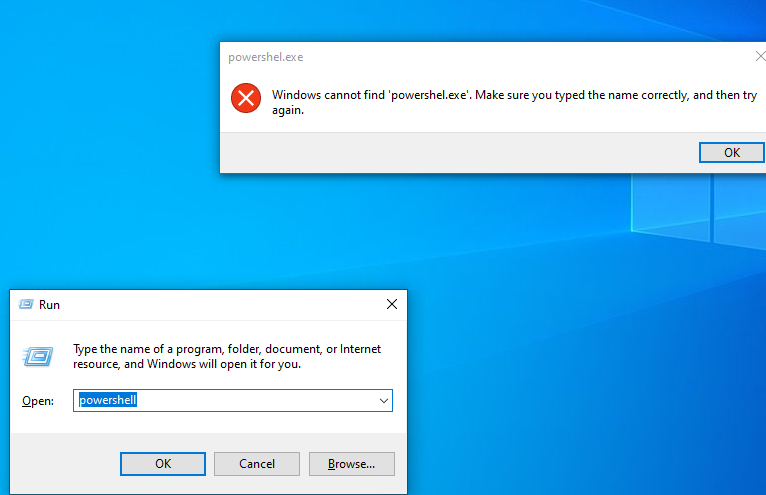 powershel.exe
Windows cannot find 'powershel.exe'. Make sure you typed the name correctly, and then try
again.
OK
Run
Type the name of a program, folder, document, or Internet
resource, and Windows will open it for you.
Open: powershell
OK Cancel Browse...